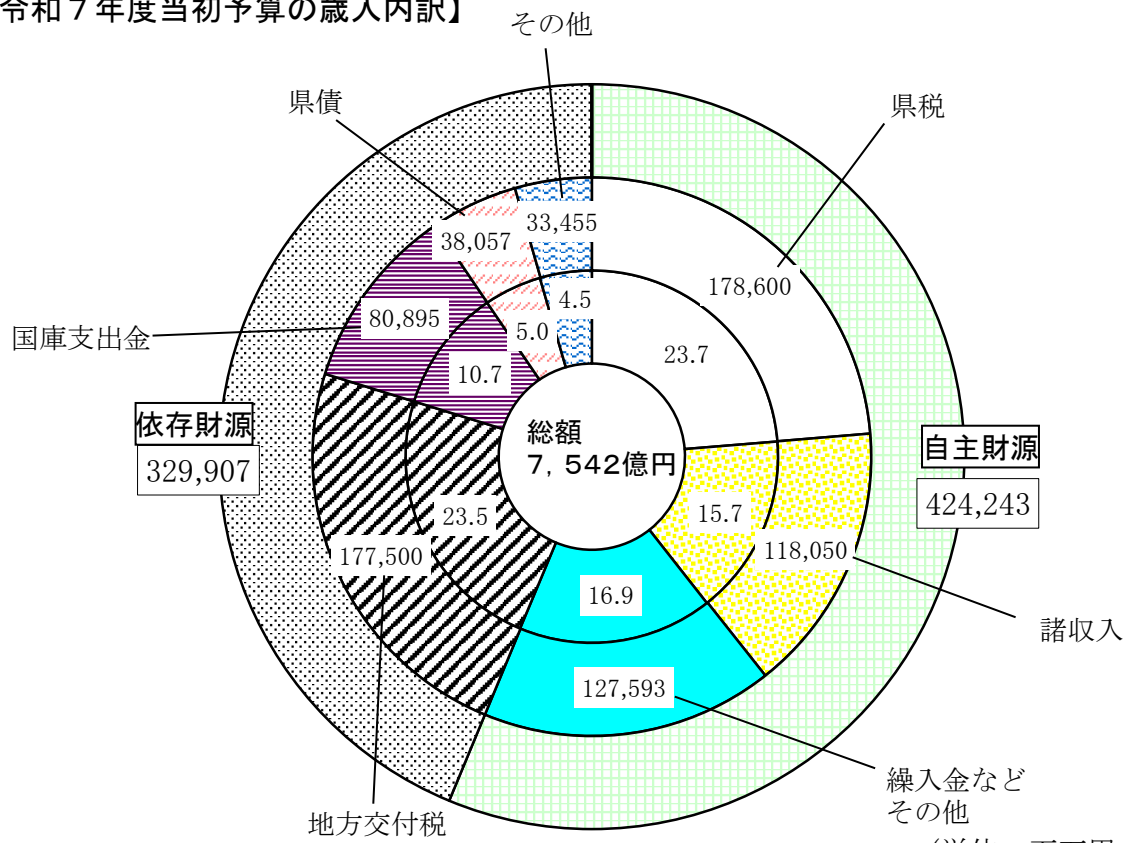 令和7年度当初予算の歳入内訳】
その他
県債
県税
33,455
38,057
178,600
80,895
4.5
5.0
23.7
国庫支出金
10.7
依存財源
329,907
総額
7,542億円
自主財源
424,243
23.5
15.7
177,500
118,050
16.9
諸収入
127,593
繰入金など
その他
地方交付税